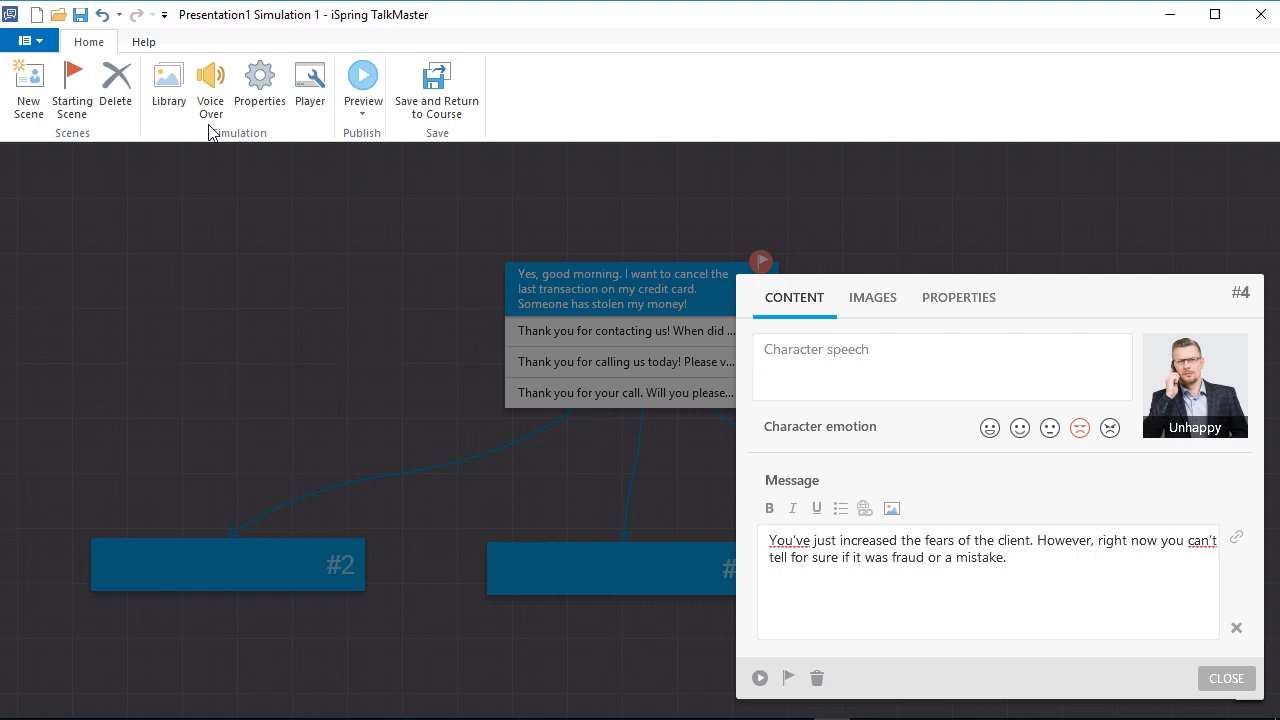 Presentation1 Simulation 1 - iSpring TalkMaster
Home
Help
New
Scene
Starting
Scene
Delete
Library
Voice
Over
Properties
Player
Preview
Save and Return
to Course
Scenes
Simulation
Publish
Save
Yes, good morning. I want to cancel the
last transaction on my credit card.
Someone has stolen my money!
Thank you for contacting us! When did ...
Thank you for calling us today! Please v...
Thank you for your call. Will you please...
#2
#
CONTENT
IMAGES
PROPERTIES
#4
Character speech
Character emotion
Unhappy
Message
B
I
U
You've just increased the fears of the client. However, right now you can't
tell for sure if it was fraud or a mistake.
CLOSE